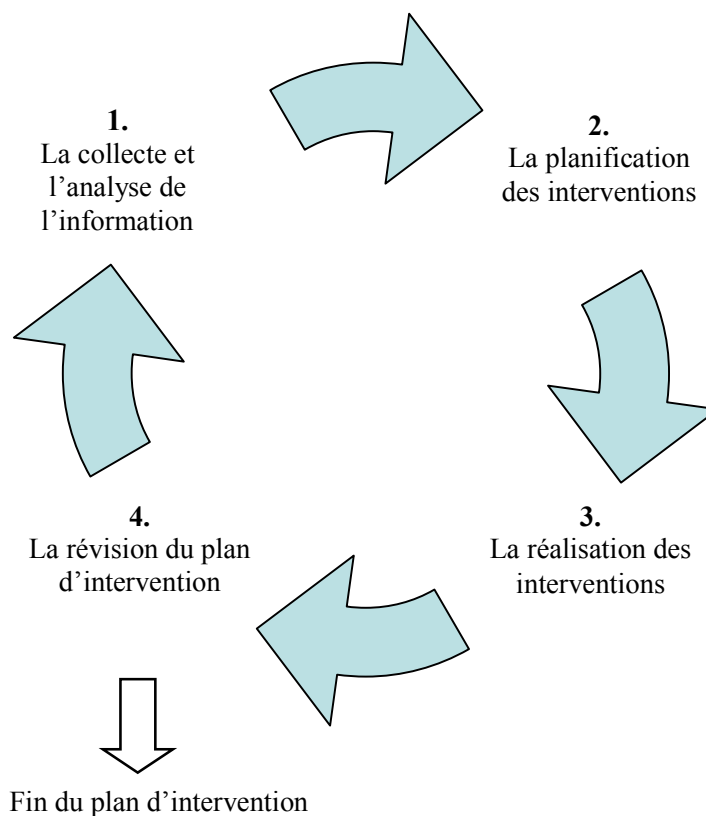 1.
La collecte et
l’analyse de
l’information
2.
La planification
des interventions
3.
La réalisation des
interventions
4.
La révision du plan
d’intervention
Fin du plan d’intervention